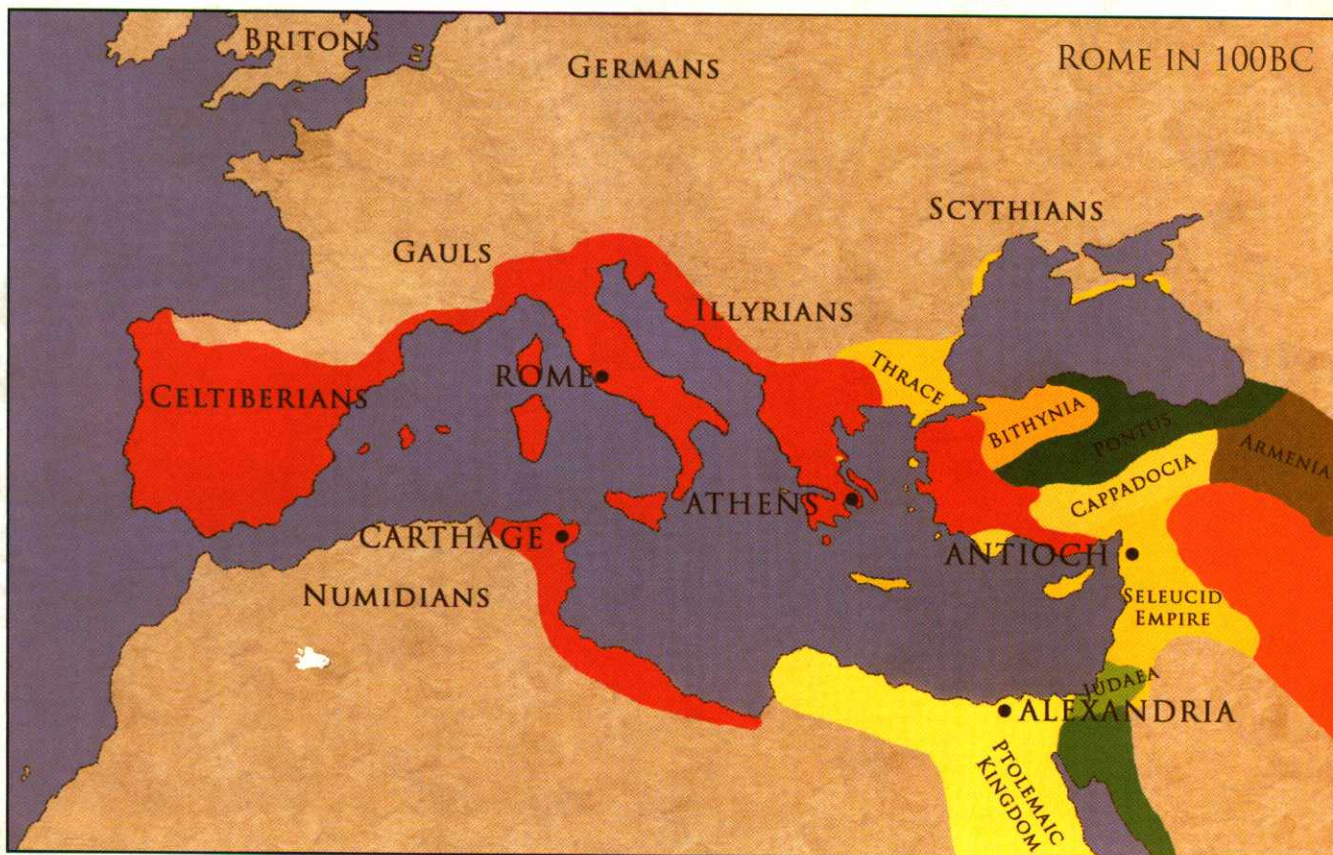 BRITONS
GERMANS
ROME IN 100BC
SCYTHIANS
GAULS
ILLYRIANS
THRACE
ROME
CELTIBERIANS
BITHYNIA
PONTUS
ARMENIA
CAPPADOCIA
ATHENS
CARTHAGE
ANTIOCH
NUMIDIANS
SELEUCID
EMPIRE
JUDAEA
ALEXANDRIA
PTOLEMAIC
KINGDOM